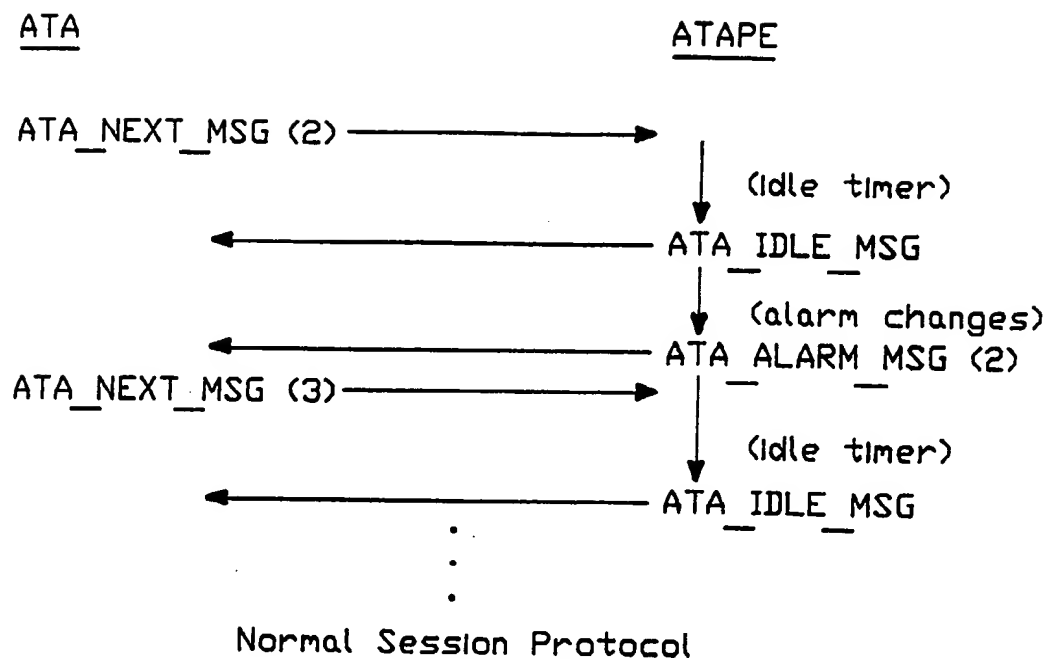 ATA
ATAPE
ATA_NEXT_MSG (2)
(idle timer)
ATA_IDLE_MSG
(alarm changes)
ATA_ALARM_MSG (2)
ATA_NEXT_MSG (3)
(idle timer)
ATA_IDLE_MSG
Normal Session Protocol